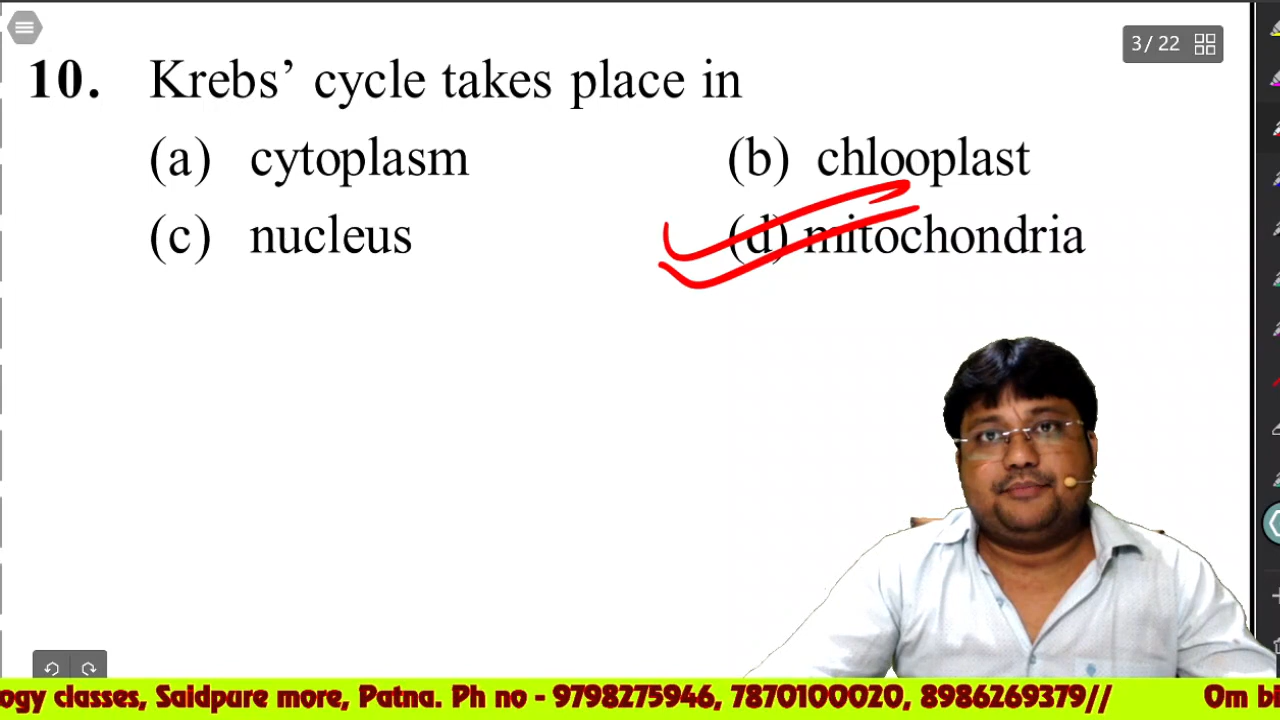 3 / 22
10. Krebs’ cycle takes place in
(a) cytoplasm (b) chlooplast
(c) nucleus (d) mitochondria
ogy classes, Saidpure more, Patna. Ph no - 9798275946, 7870100020, 8986269379// Om bi